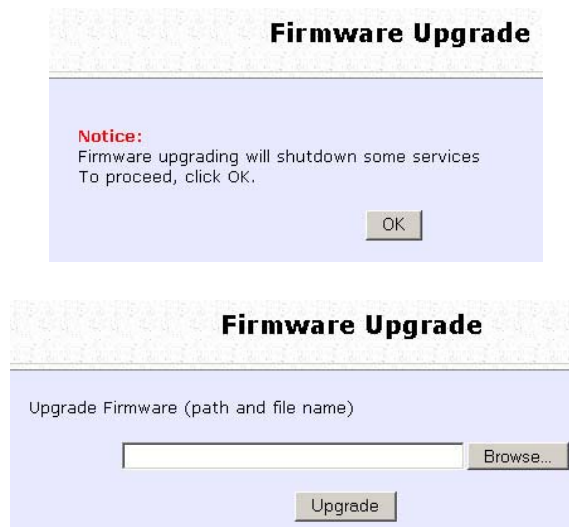 Firmware Upgrade
Notice:
Firmware upgrading will shutdown some services
To proceed, click OK.
OK
Firmware Upgrade
Upgrade Firmware (path and file name)
Browse...
Upgrade